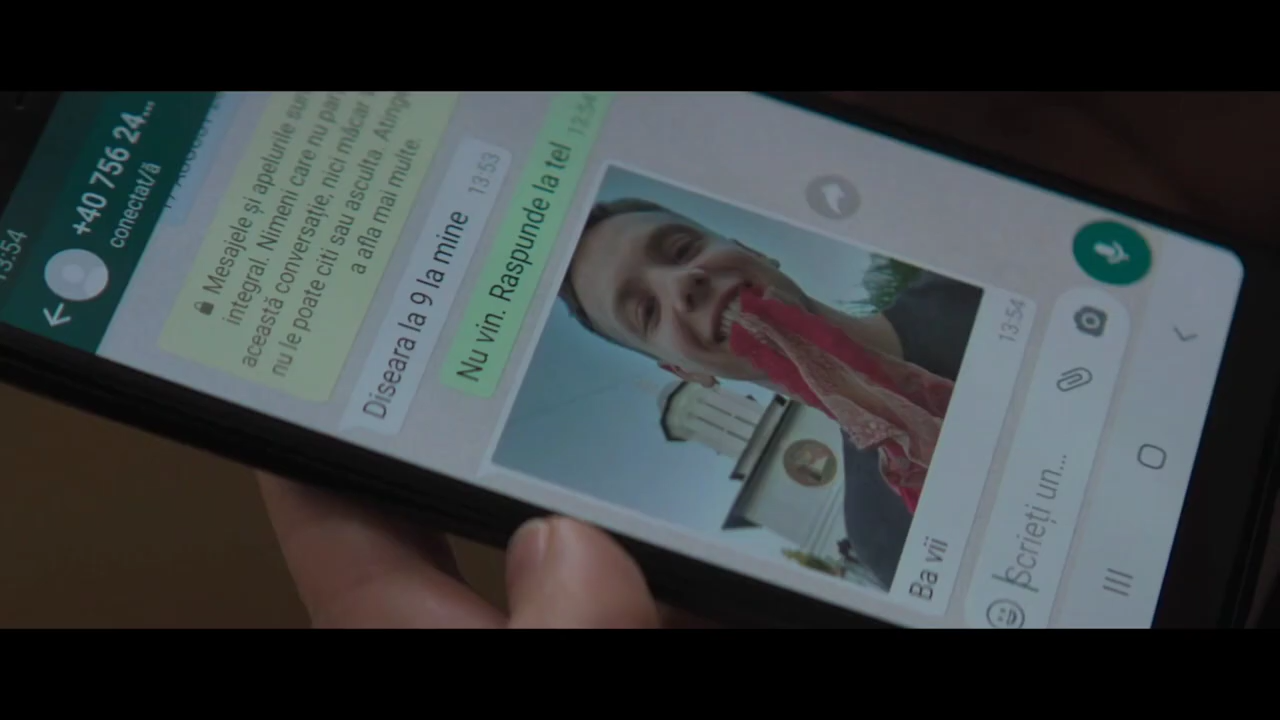 13:54
+40 756 24...
conectat/ă
Mesajele și apelurile sunt
integral. Nimeni care nu
această conversație, nici măcar
nu le poate citi sau asculta. Atinge
a afla mai multe.
Diseara la 9 la mine 13:53
Nu vin. Raspunde la tel 13:54
Ba vii 13:54
Scrieți un...